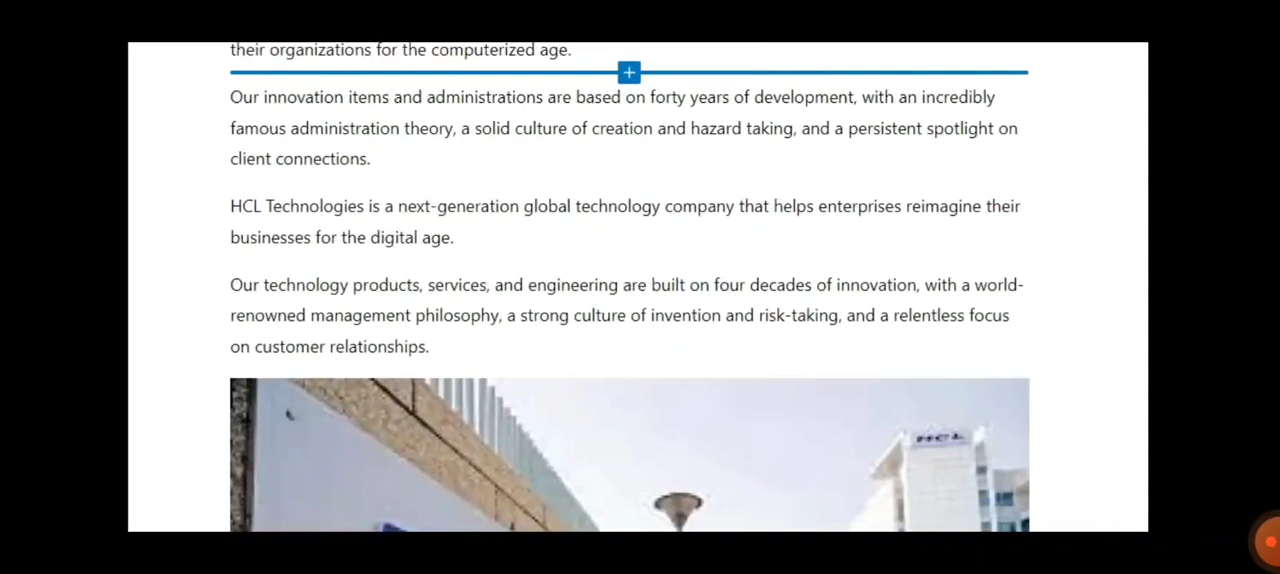 their organizations for the computerized age.
Our innovation items and administrations are based on forty years of development, with an incredibly
famous administration theory, a solid culture of creation and hazard taking, and a persistent spotlight on
client connections.
HCL Technologies is a next-generation global technology company that helps enterprises reimagine their
businesses for the digital age.
Our technology products, services, and engineering are built on four decades of innovation, with a world-
renowned management philosophy, a strong culture of invention and risk-taking, and a relentless focus
on customer relationships.
HCL